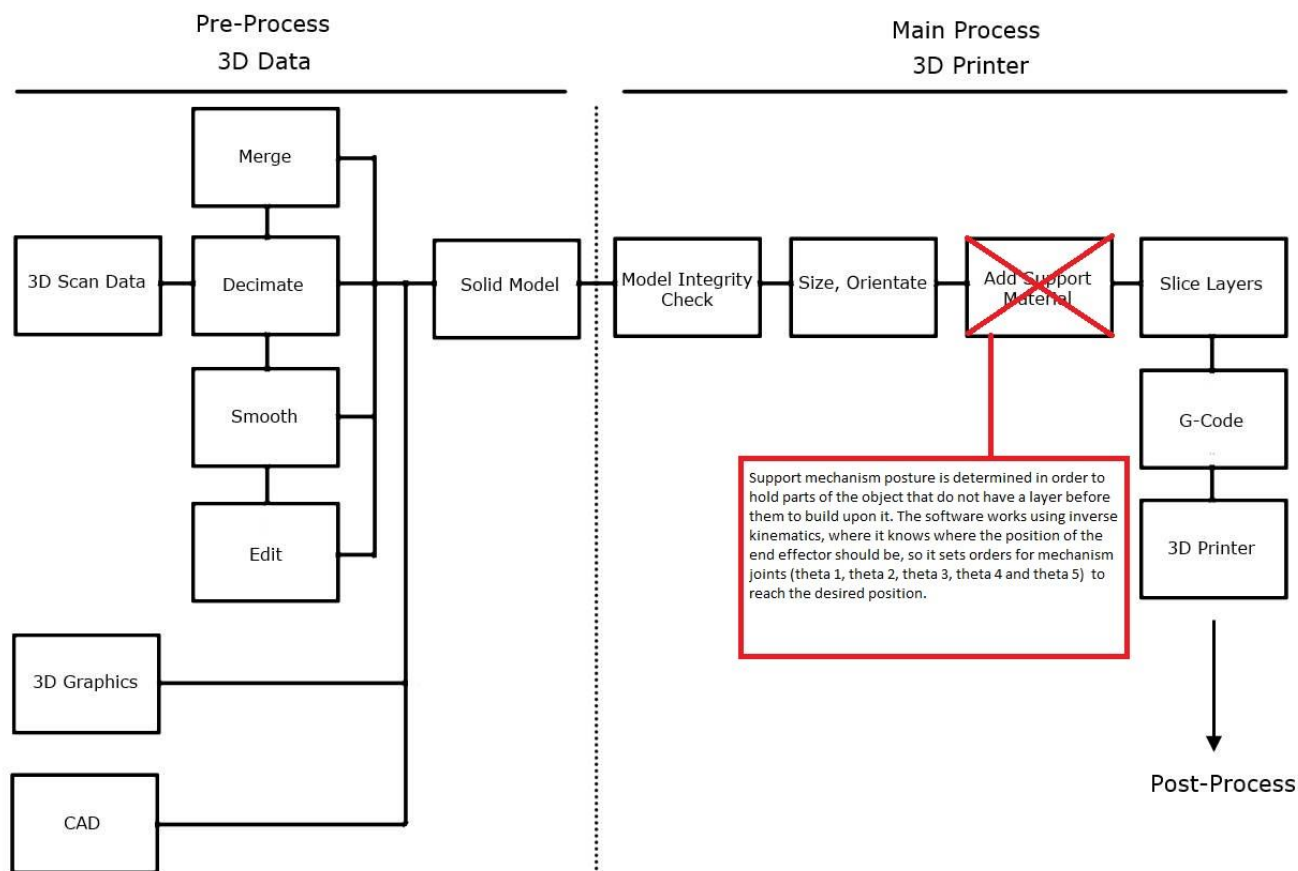 Pre-Process
3D Data
Main Process
3D Printer
Merge
3D Scan Data
Decimate
Solid Model
Model Integrity
Check
Size, Orientate
Add Support
Material
Slice Layers
Smooth
G-Code
Edit
3D Printer
Support mechanism posture is determined in order to
hold parts of the object that do not have a layer before
them to build upon it. The software works using inverse
kinematics, where it knows where the position of the
end effector should be, so it sets orders for mechanism
joints (theta 1, theta 2, theta 3, theta 4 and theta 5)  to
reach the desired position.
3D Graphics
CAD
Post-Process